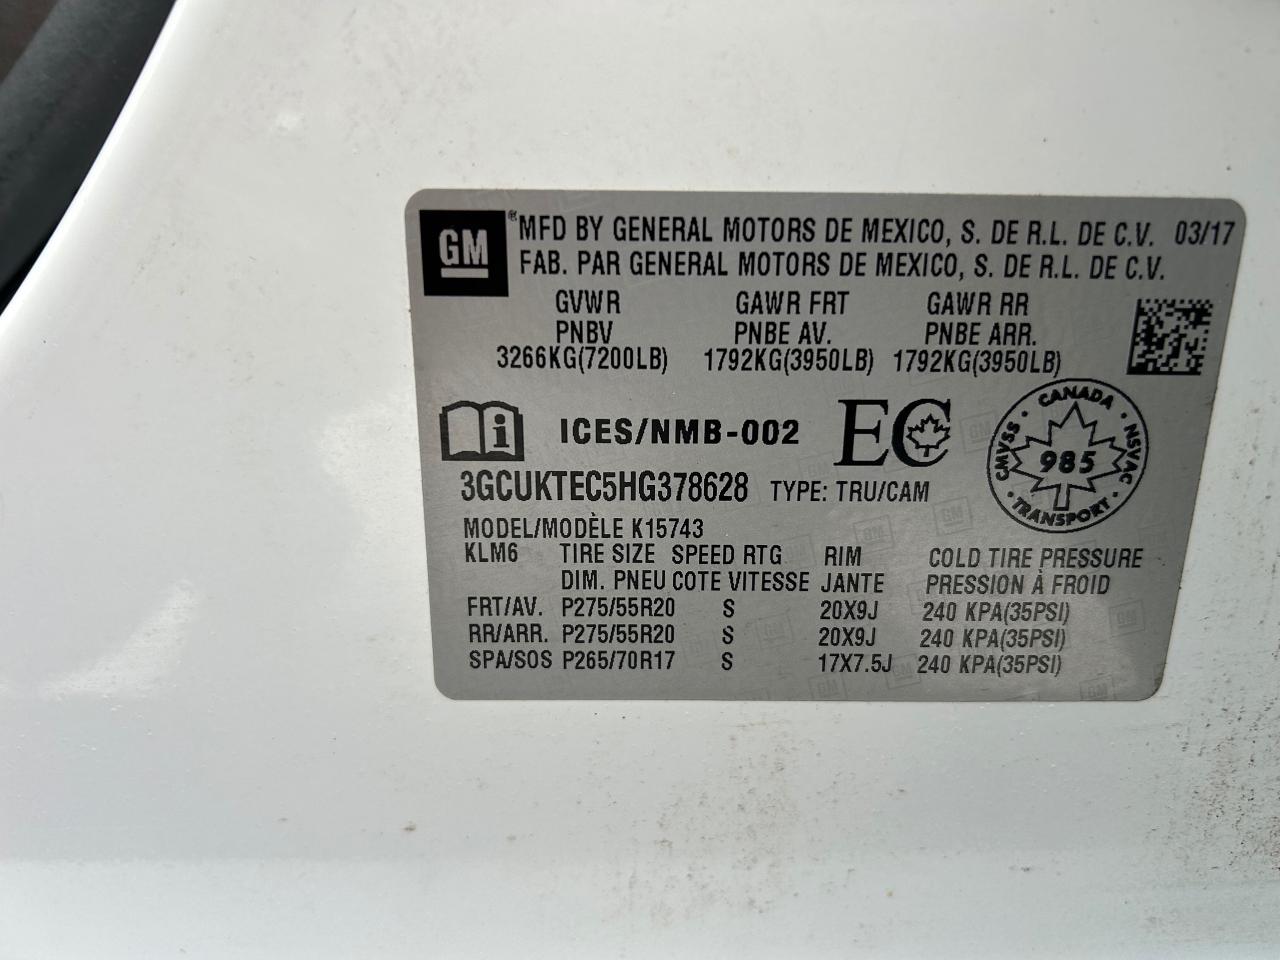 GM ® MFD BY GENERAL MOTORS DE MEXICO, S. DE R.L. DE C.V. 03/17
FAB. PAR GENERAL MOTORS DE MEXICO, S. DE R.L. DE C.V.
GVWR GAWR FRT GAWR RR
PNBV PNBE AV. PNBE ARR.
3266KG(7200LB) 1792KG(3950LB) 1792KG(3950LB)
i ICES/NMB-002 EC
CANADA
CMVSS 985 NSVAC
TRANSPORT
3GCUKTEC5HG378628 TYPE: TRU/CAM
MODEL/MODÈLE K15743
KLM6 TIRE SIZE SPEED RTG RIM COLD TIRE PRESSURE
DIM. PNEU COTE VITESSE JANTE PRESSION À FROID
FRT/AV. P275/55R20 S 20X9J 240 KPA(35PSI)
RR/ARR. P275/55R20 S 20X9J 240 KPA(35PSI)
SPA/SOS P265/70R17 S 17X7.5J 240 KPA(35PSI)